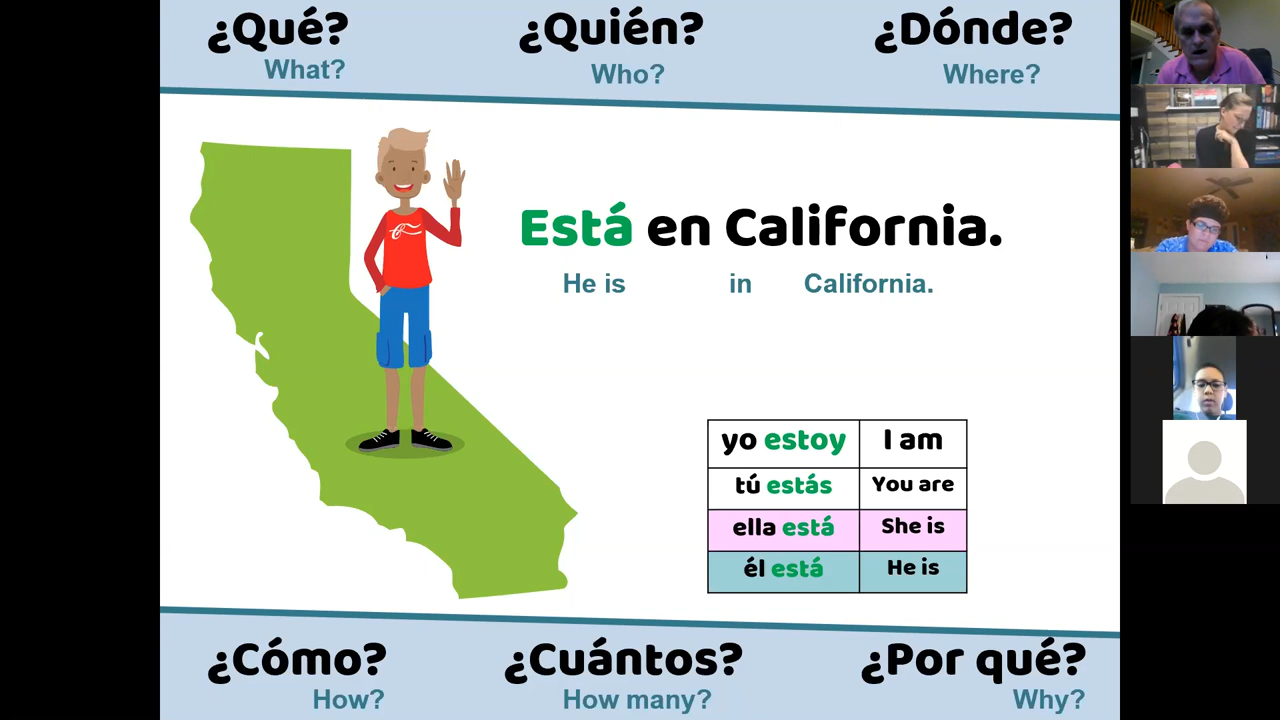 ¿Qué?
What?
¿Quién?
Who?
¿Dónde?
Where?
Está en California.
He is in California.
yo estoy I am
tú estás You are
ella está She is
él está He is
¿Cómo?
How?
¿Cuántos?
How many?
¿Por qué?
Why?